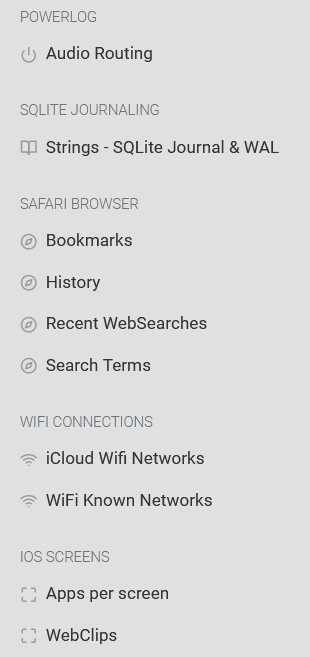 POWERLOG
Audio Routing
SQLITE JOURNALING
Strings - SQLite Journal & WAL
SAFARI BROWSER
Bookmarks
History
Recent WebSearches
Search Terms
WIFI CONNECTIONS
iCloud Wifi Networks
WiFi Known Networks
IOS SCREENS
Apps per screen
WebClips